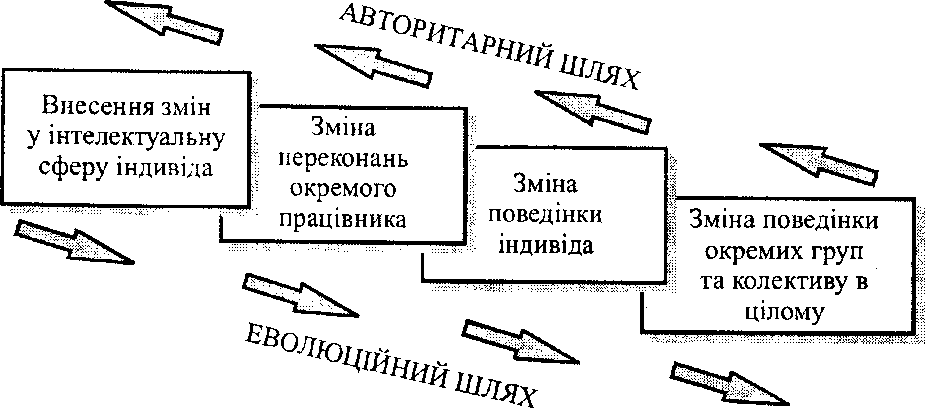 АВТОРИТАРНИЙ ШЛЯХ
Внесення змін
у інтелектуальну
сферу індивіда
Зміна
переконань
окремого
працівника
Зміна
поведінки
індивіда
Зміна поведінки
окремих груп
та колективу в
цілому
ЕВОЛЮЦІЙНИЙ ШЛЯХ